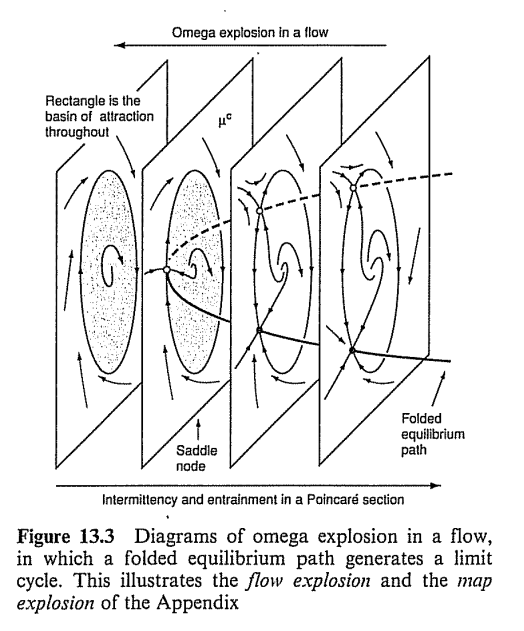 Omega explosion in a flow
Rectangle is the
basin of attraction
throughout
μᶜ
Saddle
node
Folded
equilibrium
path
Intermittency and entrainment in a Poincaré section
Figure 13.3 Diagrams of omega explosion in a flow,
in which a folded equilibrium path generates a limit
cycle. This illustrates the flow explosion and the map
explosion of the Appendix